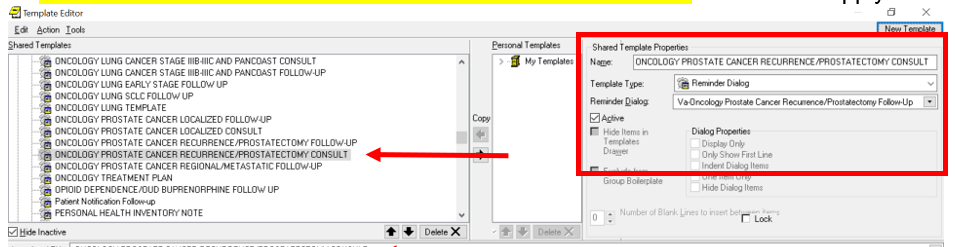 pply
Template Editor
Edit Action Tools
New Template
Shared Templates
ONCOLOGY LUNG CANCER STAGE IIIB-IIIC AND PANCOAST CONSULT
ONCOLOGY LUNG CANCER STAGE IIIB-IIIC AND PANCOAST FOLLOW-UP
ONCOLOGY LUNG EARLY STAGE FOLLOW UP
ONCOLOGY LUNG SCLC FOLLOW UP
ONCOLOGY LUNG TEMPLATE
ONCOLOGY PROSTATE CANCER LOCALIZED FOLLOW-UP
ONCOLOGY PROSTATE CANCER LOCALIZED CONSULT
ONCOLOGY PROSTATE CANCER RECURRENCE/PROSTATECTOMY FOLLOW-UP
ONCOLOGY PROSTATE CANCER RECURRENCE/PROSTATECTOMY CONSULT
ONCOLOGY PROSTATE CANCER REGIONAL/METASTATIC FOLLOW-UP
ONCOLOGY TREATMENT PLAN
OPIOID DEPENDENCE/OUD BUPRENORPHINE FOLLOW UP
Patient Notification Follow-up
PERSONAL HEALTH INVENTORY NOTE
Hide Inactive
Delete
Copy
Personal Templates
My Templates
Delete
Shared Template Properties
Name: ONCOLOGY PROSTATE CANCER RECURRENCE/PROSTATECTOMY CONSULT
Template Type: Reminder Dialog
Reminder Dialog: Va-Oncology Prostate Cancer Recurrence/Prostatectomy Follow-Up
Active
Hide Items in
Templates
Drawer
Dialog Properties
Display Only
Only Show First Line
Indent Dialog Items
One Item Only
Hide Dialog Items
Group Boilerplate
0 Number of Blank Lines to insert between items
Lock